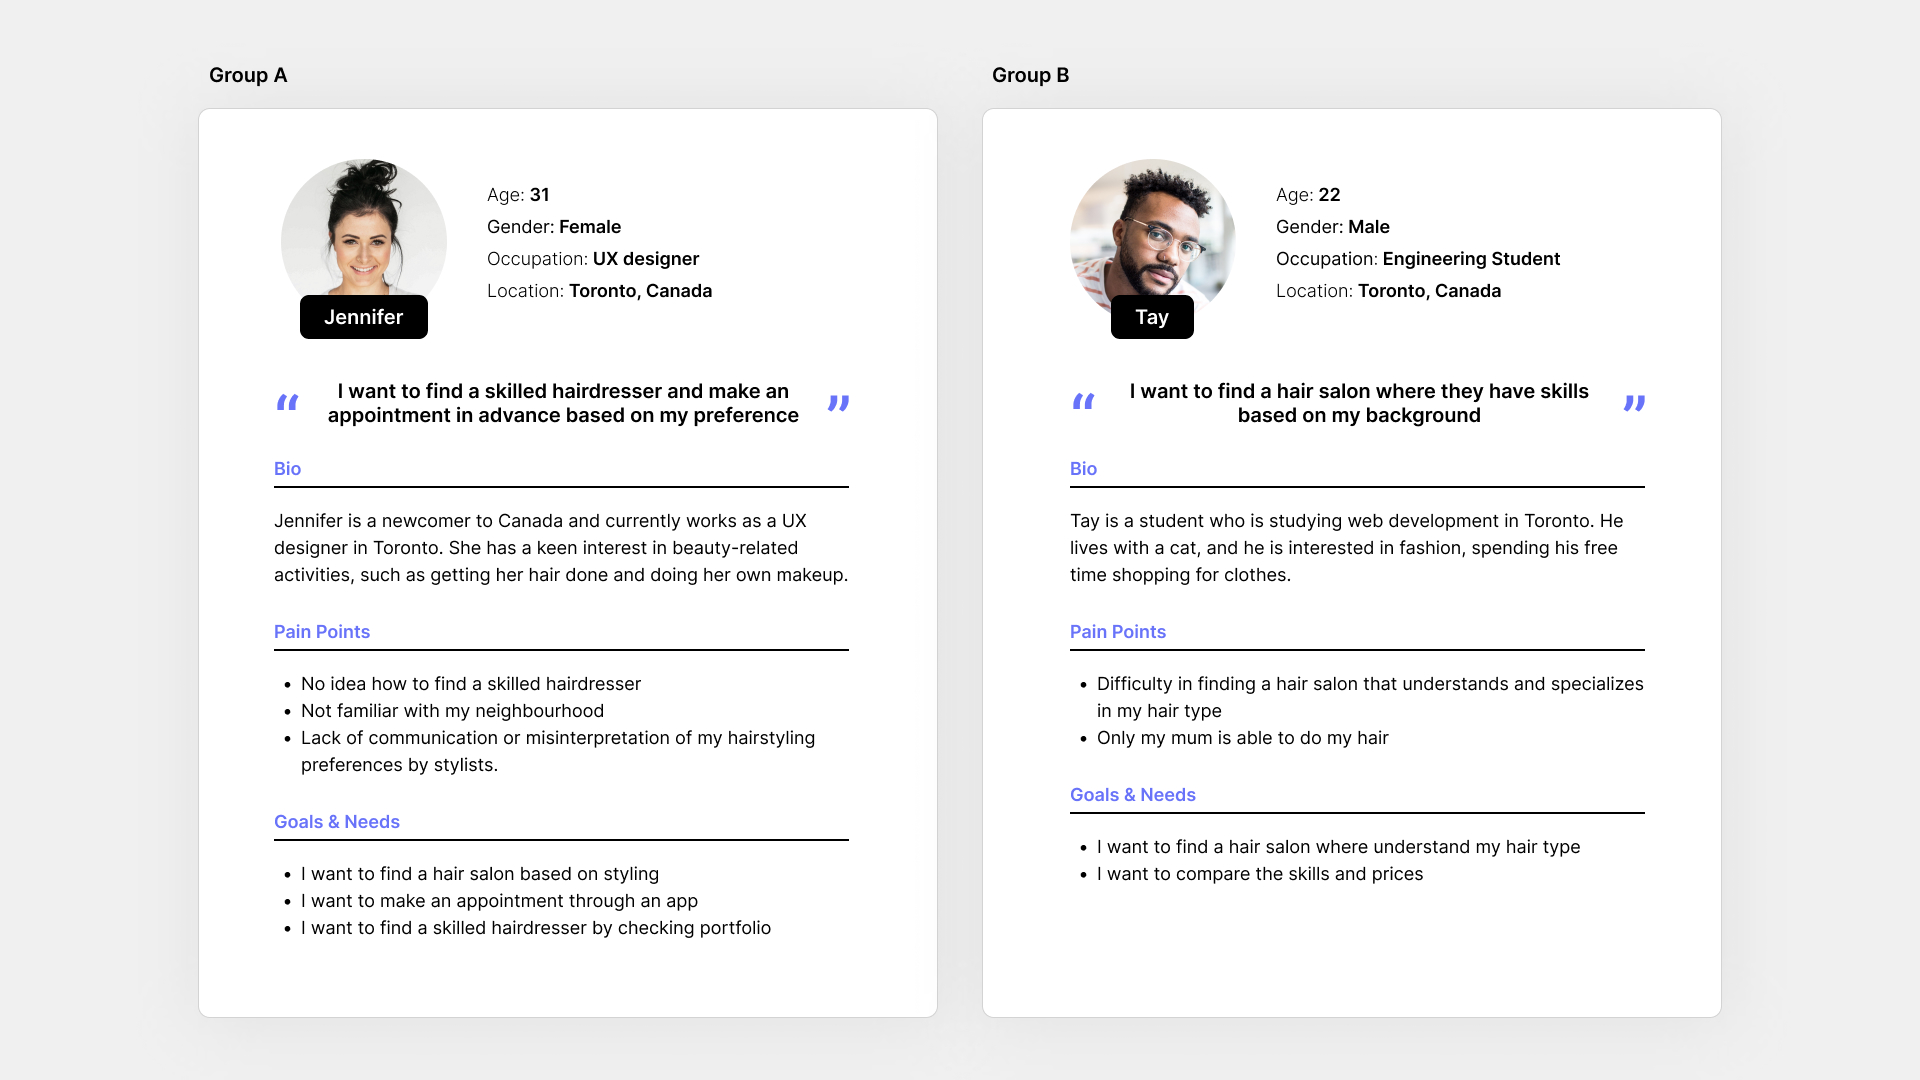 Group A
Jennifer
Age: 31
Gender: Female
Occupation: UX designer
Location: Toronto, Canada
“ I want to find a skilled hairdresser and make an
appointment in advance based on my preference ”
Bio
Jennifer is a newcomer to Canada and currently works as a UX
designer in Toronto. She has a keen interest in beauty-related
activities, such as getting her hair done and doing her own makeup.
Pain Points
• No idea how to find a skilled hairdresser
• Not familiar with my neighbourhood
• Lack of communication or misinterpretation of my hairstyling
preferences by stylists.
Goals & Needs
• I want to find a hair salon based on styling
• I want to make an appointment through an app
• I want to find a skilled hairdresser by checking portfolio
Group B
Tay
Age: 22
Gender: Male
Occupation: Engineering Student
Location: Toronto, Canada
“ I want to find a hair salon where they have skills
based on my background ”
Bio
Tay is a student who is studying web development in Toronto. He
lives with a cat, and he is interested in fashion, spending his free
time shopping for clothes.
Pain Points
• Difficulty in finding a hair salon that understands and specializes
in my hair type
• Only my mum is able to do my hair
Goals & Needs
• I want to find a hair salon where understand my hair type
• I want to compare the skills and prices